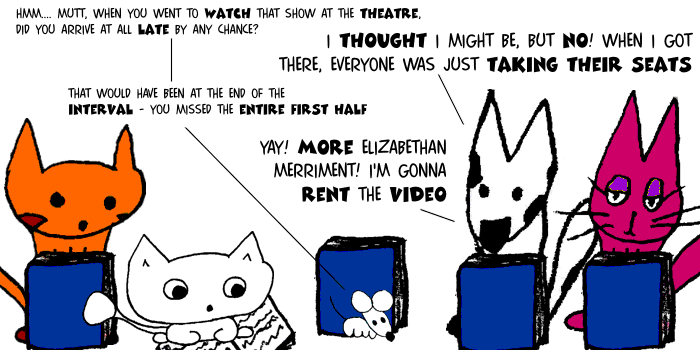 HMM.... MUTT, WHEN YOU WENT TO WATCH THAT SHOW AT THE THEATRE,
DID YOU ARRIVE AT ALL LATE BY ANY CHANCE?
I THOUGHT I MIGHT BE, BUT NO! WHEN I GOT
THERE, EVERYONE WAS JUST TAKING THEIR SEATS
THAT WOULD HAVE BEEN AT THE END OF THE
INTERVAL - YOU MISSED THE ENTIRE FIRST HALF
YAY! MORE ELIZABETHAN
MERRIMENT! I'M GONNA
RENT THE VIDEO